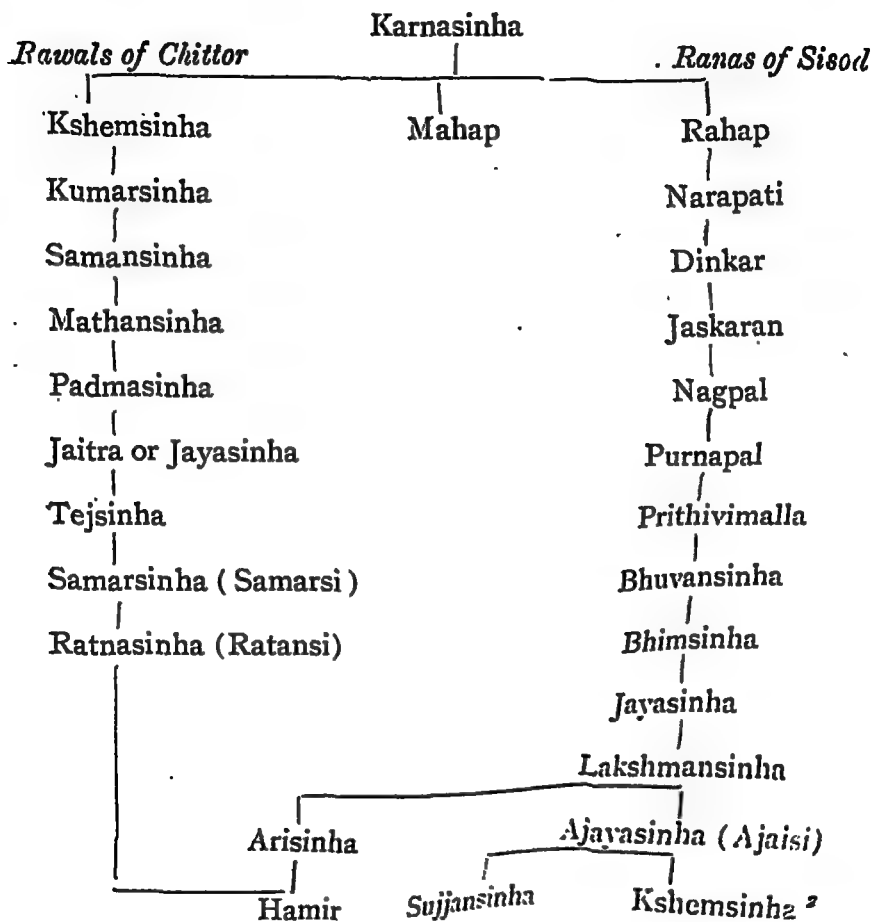 Karnasinha
Rawals of Chittor . Ranas of Sisod
Kshemsinha Mahap Rahap
Kumarsinha Narapati
Samansinha Dinkar
Mathansinha Jaskaran
Padmasinha Nagpal
Jaitra or Jayasinha Purnapal
Tejsinha Prithivimalla
Samarsinha ( Samarsi ) Bhuvansinha
Ratnasinha (Ratansi) Bhimsinha
Jayasinha
Lakshmansinha
Arisinha Ajayasinha ( Ajaisi)
Hamir Sujjansinha Kshemsinha ²